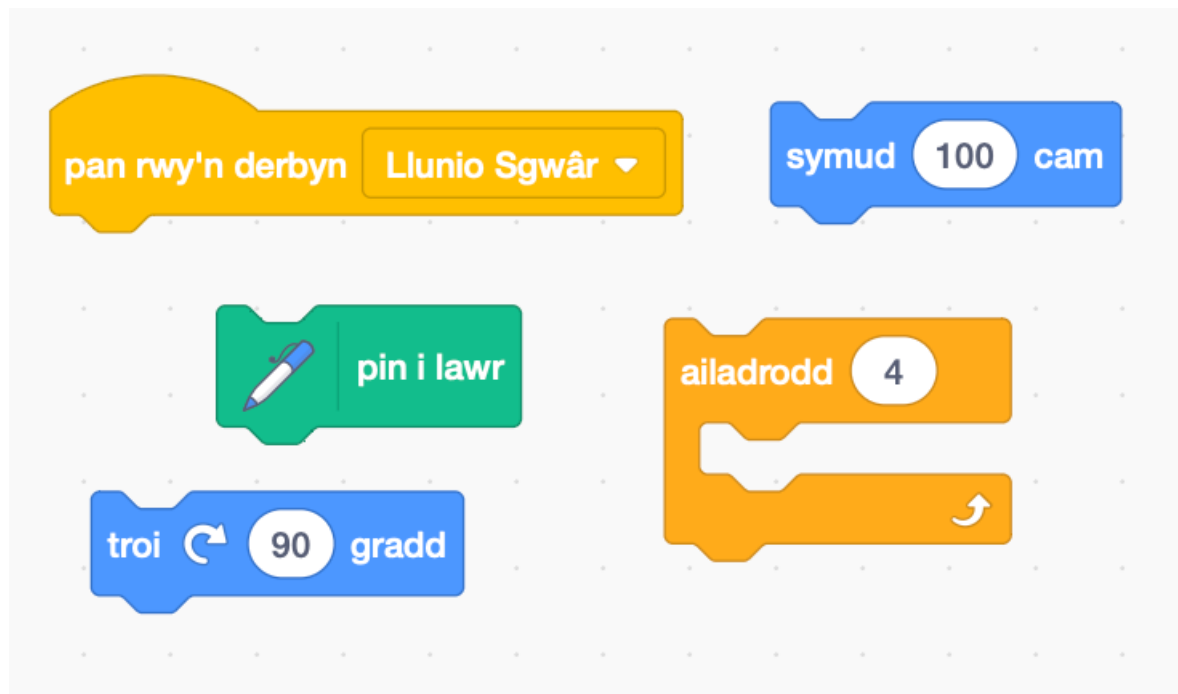 pan rwy'n derbyn Llunio Sgwâr
symud 100 cam
pin i lawr
ailadrodd 4
troi 90 gradd